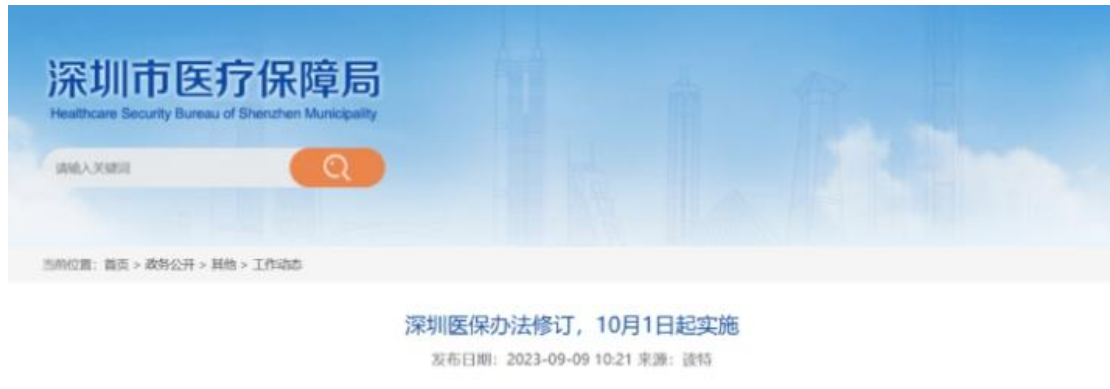 深圳市医疗保障局
Healthcare Security Bureau of Shenzhen Municipality
请输入关键词
当前位置：首页 > 政务公开 > 其他 > 工作动态
深圳医保办法修订，10月1日起实施
发布日期：2023-09-09 10:21 来源：读特